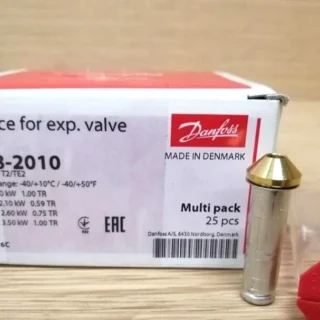 ce for exp. valve
Danfoss
MADE IN DENMARK
-2010
T2/TE2
ange: -40/+10°C / -40/+50°F
0 kW 1.00 TR
2.10 kW 0.59 TR
2.60 kW 0.75 TR
3.50 kW 1.00 TR
EAC
Multi pack
25 pcs
Danfoss A/S, 6430 Nordborg, Denmark
6C